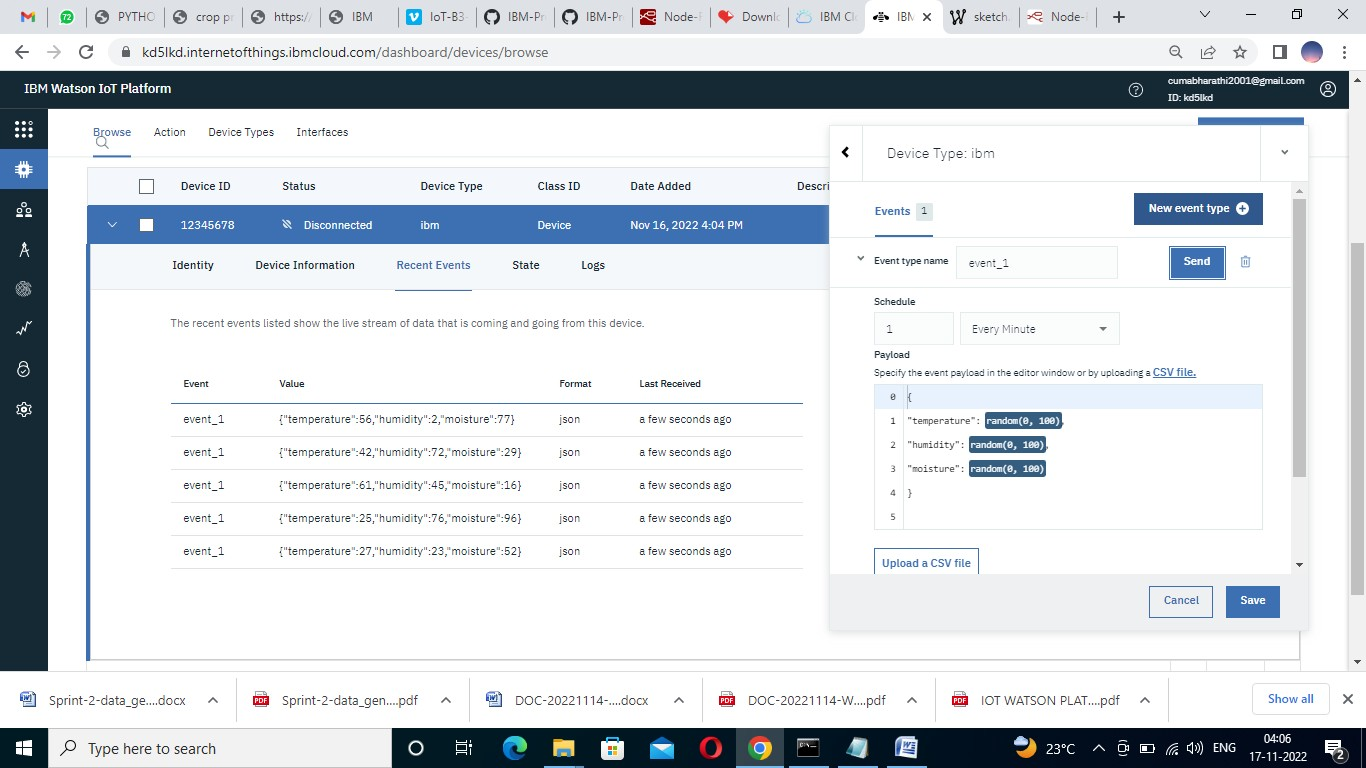 PYTHO
crop pr
https:/
IBM
IoT-B3-
IBM-Pr
IBM-Pr
Node-
Downlo
IBM Cl
IBM
sketch.
Node-
kd5lkd.internetofthings.ibmcloud.com/dashboard/devices/browse
IBM Watson IoT Platform
cumabharathi2001@gmail.com
ID: kd5lkd
Browse Action Device Types Interfaces
Device ID Status Device Type Class ID Date Added Descri
12345678 Disconnected ibm Device Nov 16, 2022 4:04 PM
Identity Device Information Recent Events State Logs
The recent events listed show the live stream of data that is coming and going from this device.
Event Value Format Last Received
event_1 {"temperature":56,"humidity":2,"moisture":77} json a few seconds ago
event_1 {"temperature":42,"humidity":72,"moisture":29} json a few seconds ago
event_1 {"temperature":61,"humidity":45,"moisture":16} json a few seconds ago
event_1 {"temperature":25,"humidity":76,"moisture":96} json a few seconds ago
event_1 {"temperature":27,"humidity":23,"moisture":52} json a few seconds ago
Device Type: ibm
Events 1 New event type
Event type name event_1 Send
Schedule
1 Every Minute
Payload
Specify the event payload in the editor window or by uploading a CSV file.
0 {
1 "temperature": random(0, 100),
2 "humidity": random(0, 100),
3 "moisture": random(0, 100)
4 }
5
Upload a CSV file
Cancel Save
Sprint-2-data_ge....docx Sprint-2-data_gen....pdf DOC-20221114-....docx DOC-20221114-W....pdf IOT WATSON PLAT....pdf Show all
Type here to search
23°C ENG 04:06
17-11-2022
2